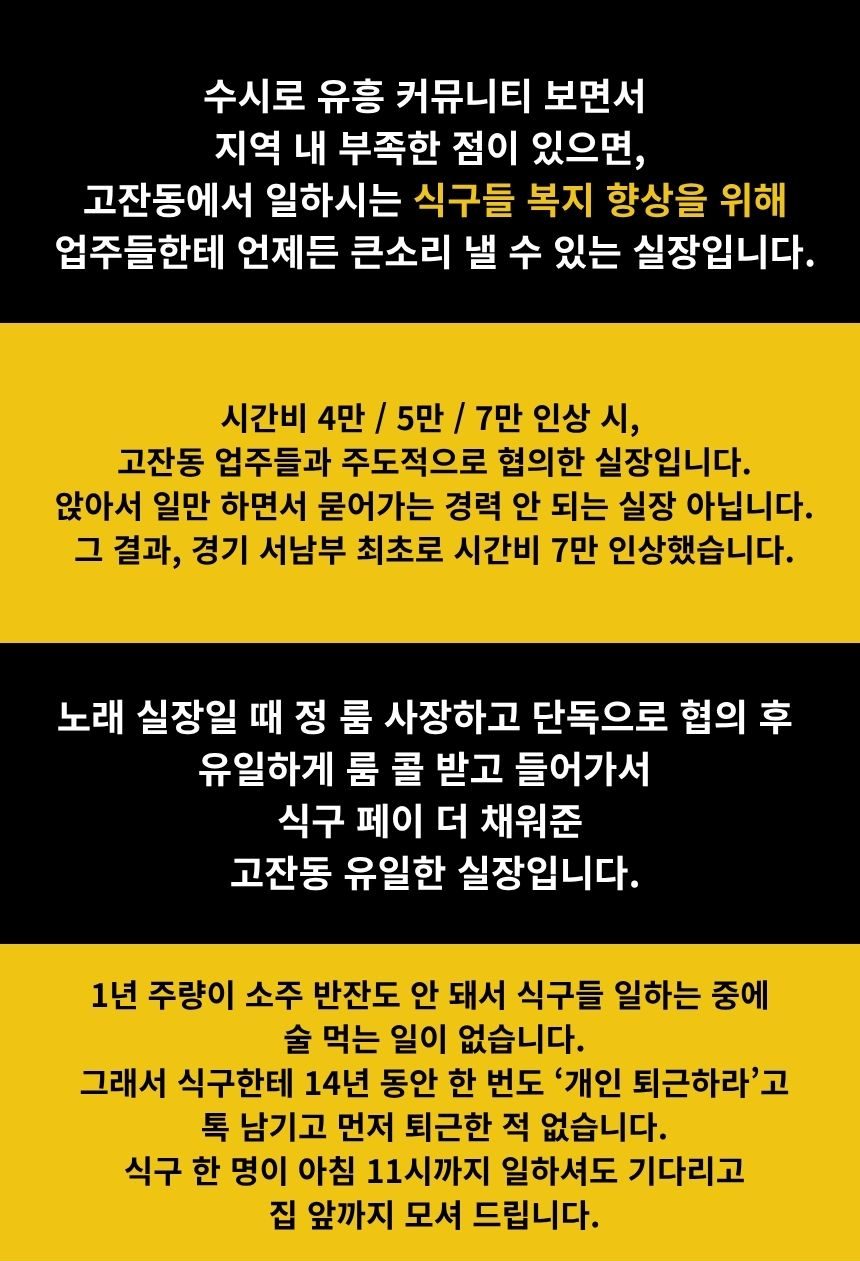 수시로 유흥 커뮤니티 보면서
지역 내 부족한 점이 있으면,
고잔동에서 일하시는 식구들 복지 향상을 위해
업주들한테 언제든 큰소리 낼 수 있는 실장입니다.
시간비 4만 / 5만 / 7만 인상 시,
고잔동 업주들과 주도적으로 협의한 실장입니다.
앉아서 일만 하면서 묻어가는 경력 안 되는 실장 아닙니다.
그 결과, 경기 서남부 최초로 시간비 7만 인상했습니다.
노래 실장일 때 정 룸 사장하고 단독으로 협의 후
유일하게 룸 콜 받고 들어가서
식구 페이 더 채워준
고잔동 유일한 실장입니다.
1년 주량이 소주 반잔도 안 돼서 식구들 일하는 중에
술 먹는 일이 없습니다.
그래서 식구한테 14년 동안 한 번도 ‘개인 퇴근하라’고
톡 남기고 먼저 퇴근한 적 없습니다.
식구 한 명이 아침 11시까지 일하셔도 기다리고
집 앞까지 모셔 드립니다.